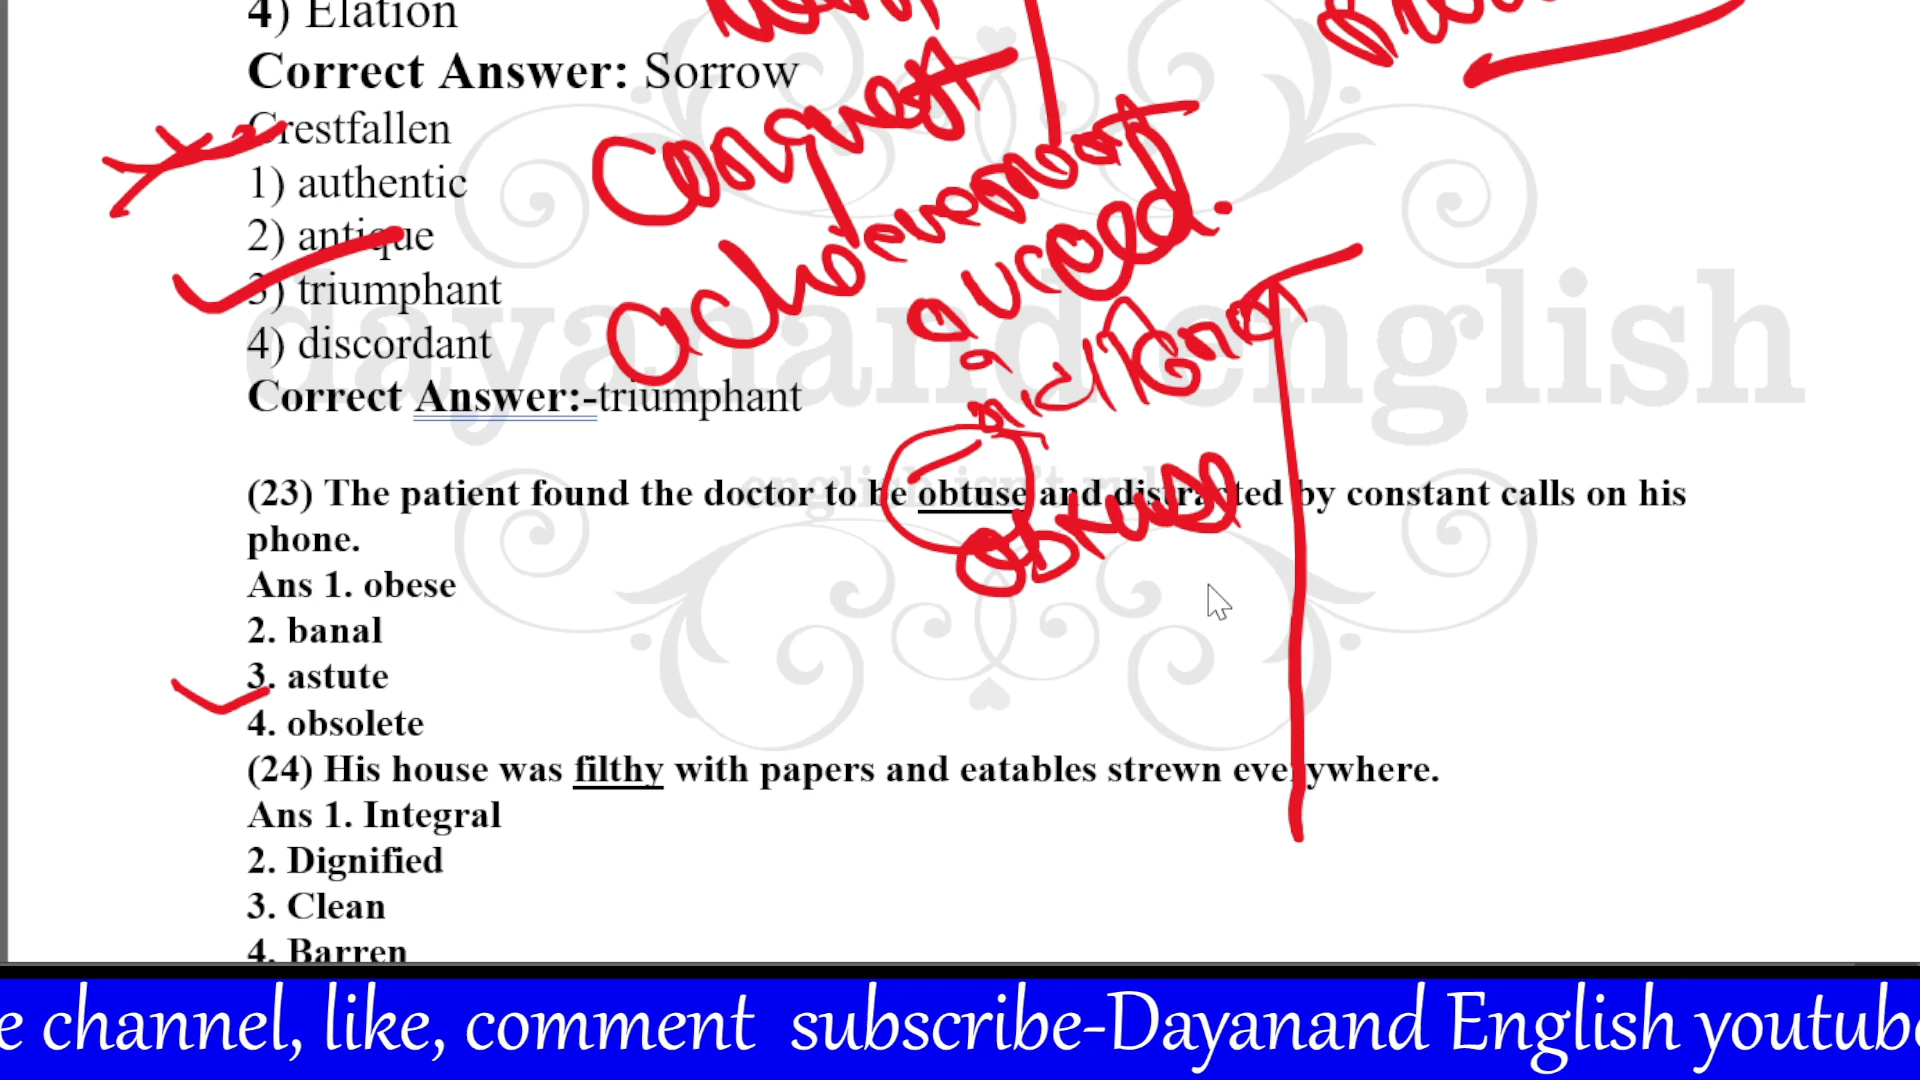 4) Elation
Correct Answer: Sorrow
Crestfallen
1) authentic
2) antique
3) triumphant
4) discordant
Correct Answer:-triumphant
conquest
achievement
dayanand english
(23) The patient found the doctor to be obtuse and distracted by constant calls on his
phone.
Ans 1. obese
2. banal
3. astute
4. obsolete
(24) His house was filthy with papers and eatables strewn everywhere.
Ans 1. Integral
2. Dignified
3. Clean
4. Barren
e channel, like, comment subscribe-Dayanand English youtube